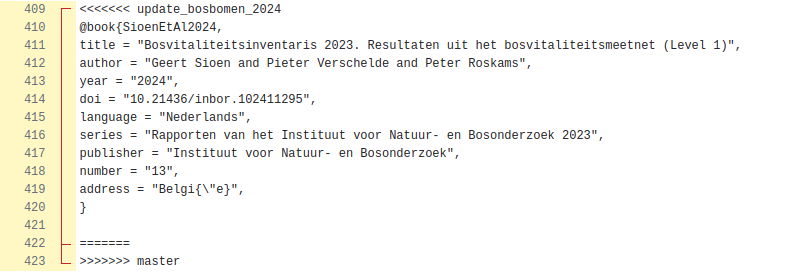 409 <<<<<<< update_bosbomen_2024
410 @book{SioenEtAl2024,
411 title = "Bosvitaliteitsinventaris 2023. Resultaten uit het bosvitaliteitsmeetnet (Level 1)",
412 author = "Geert Sioen and Pieter Verschelde and Peter Roskams",
413 year = "2024",
414 doi = "10.21436/inbor.102411295",
415 language = "Nederlands",
416 series = "Rapporten van het Instituut voor Natuur- en Bosonderzoek 2023",
417 publisher = "Instituut voor Natuur- en Bosonderzoek",
418 number = "13",
419 address = "Belgi{\"e}",
420 }
421
422 =======
423 >>>>>>> master